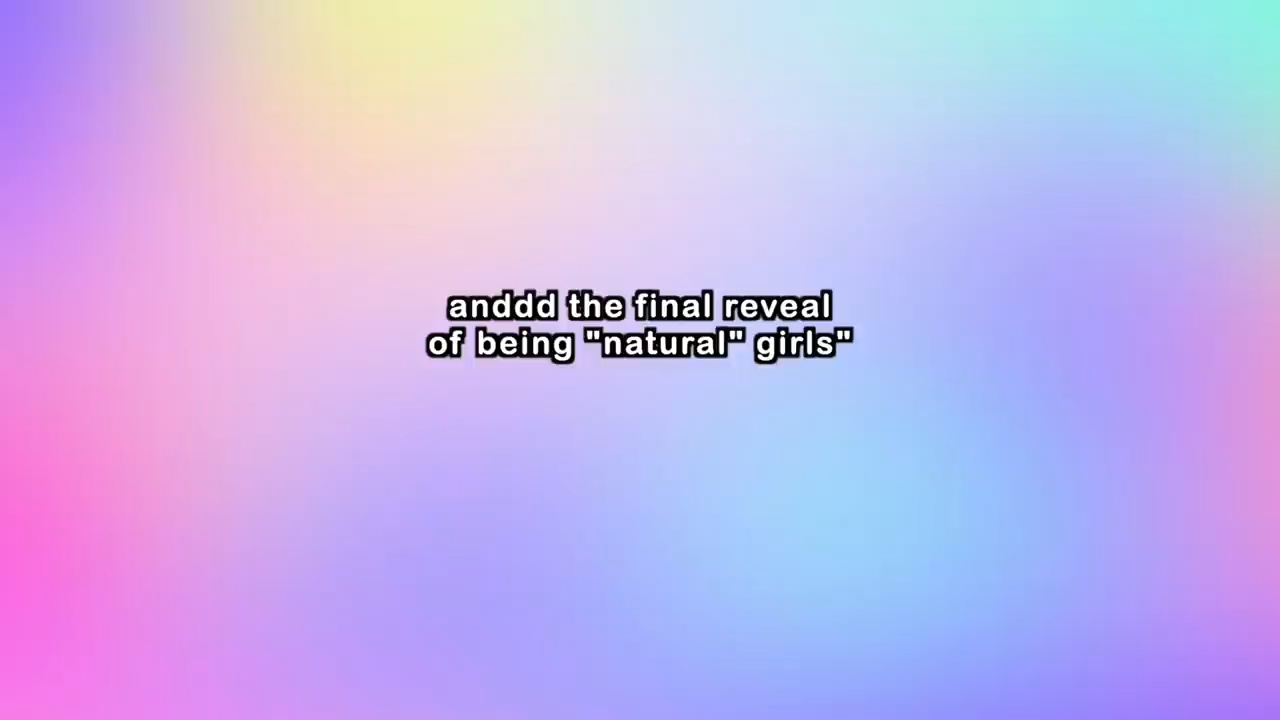 anddd the final reveal
of being "natural" girls"